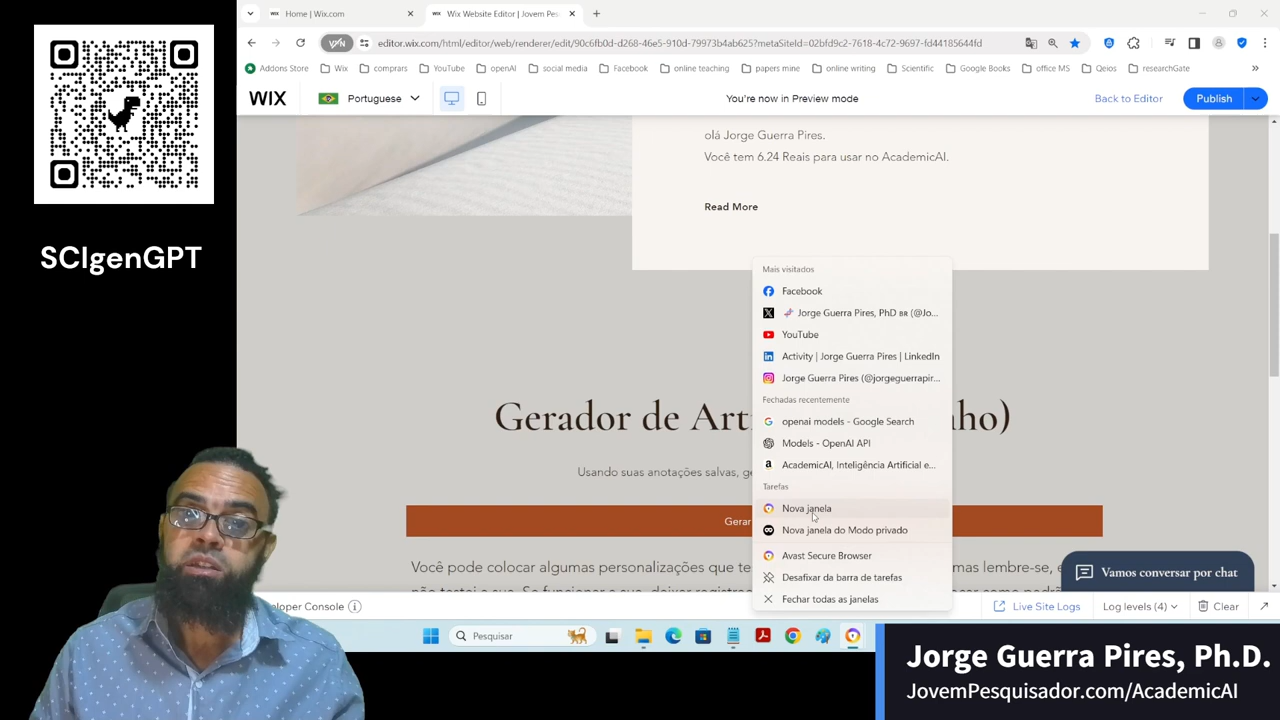 SCIgenGPT
Home | Wix.com
Wix Website Editor | Jovem Pes
editor.wix.com/html/editor/web/renderer/edit/90c6fb0d-d268-46e5-910d-79973b4ab625?
Addons Store
Wix
comprars
YouTube
openAI
social media
Facebook
online teaching
papers mine
online writing
Scientific
Google Books
office MS
Qeios
researchGate
WIX
Portuguese
You're now in Preview mode
Back to Editor
Publish
olá Jorge Guerra Pires.
Você tem 6.24 Reais para usar no AcademicAI.
Read More
Mais visitados
Facebook
Jorge Guerra Pires, PhD BR (@Jo...
YouTube
Activity | Jorge Guerra Pires | LinkedIn
Jorge Guerra Pires (@jorgeguerrapir...
Fechadas recentemente
openai models - Google Search
Models - OpenAI API
AcademicAI, Inteligência Artificial e...
Tarefas
Nova janela
Nova janela do Modo privado
Avast Secure Browser
Desafixar da barra de tarefas
Fechar todas as janelas
Gerador de Art
nho)
Usando suas anotações salvas, ge
Gerar
Você pode colocar algumas personalizações que te
mas lembre-se, e
Vamos conversar por chat
eloper Console
Live Site Logs
Log levels (4)
Clear
Pesquisar
Jorge Guerra Pires, Ph.D.
JovemPesquisador.com/AcademicAI